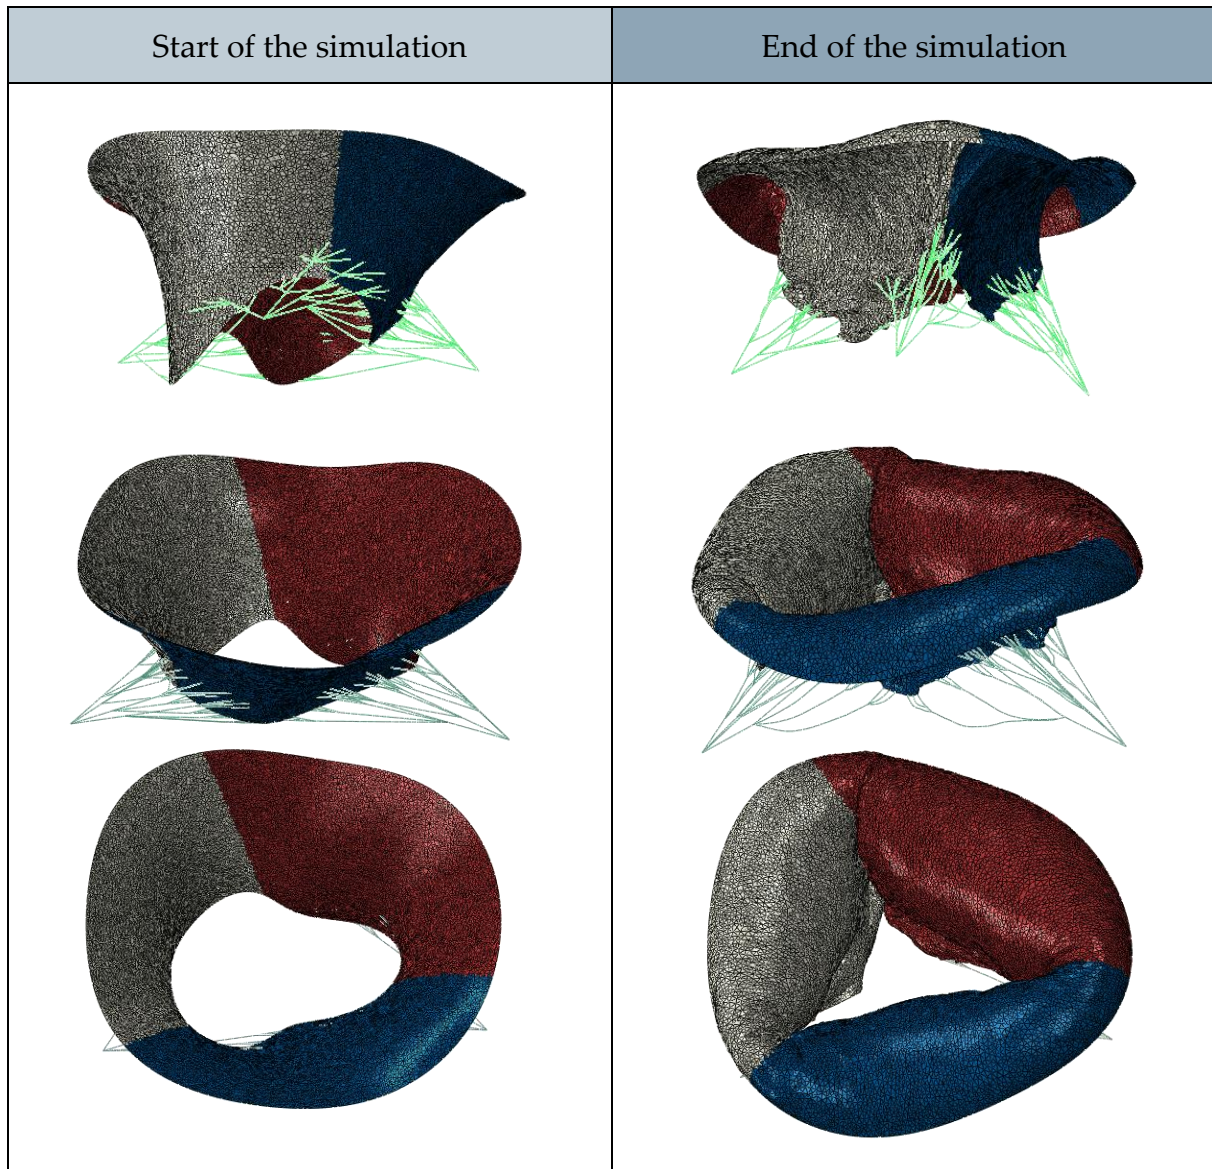 Start of the simulation
End of the simulation